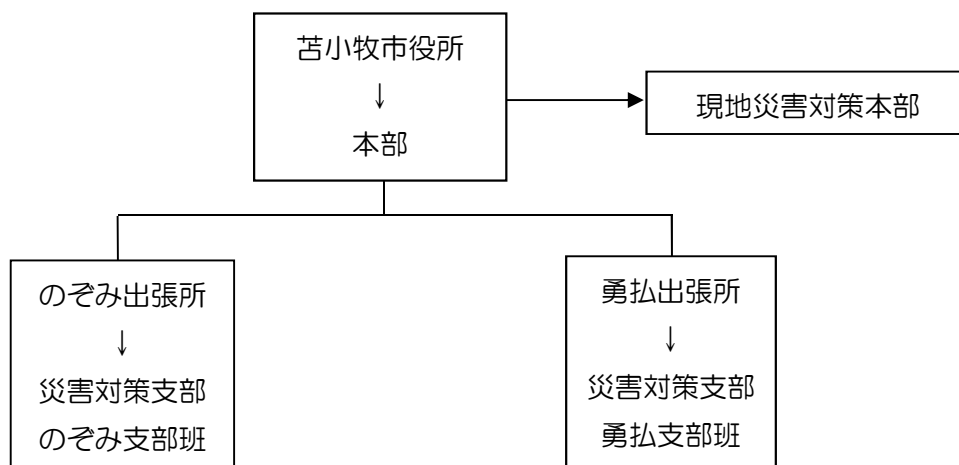 苫小牧市役所
↓
本部
現地災害対策本部
のぞみ出張所
↓
災害対策支部
のぞみ支部班
勇払出張所
↓
災害対策支部
勇払支部班